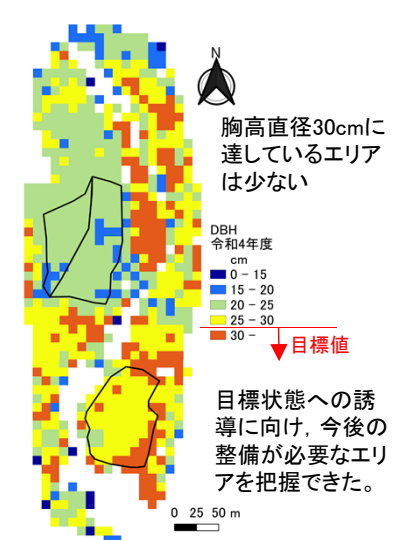 N
胸高直径30cmに
達しているエリア
は少ない
DBH
令和4年度
cm
0 - 15
15 - 20
20 - 25
25 - 30
30 -
目標値
目標状態への誘
導に向け，今後の
整備が必要なエリ
アを把握できた。
0 25 50 m